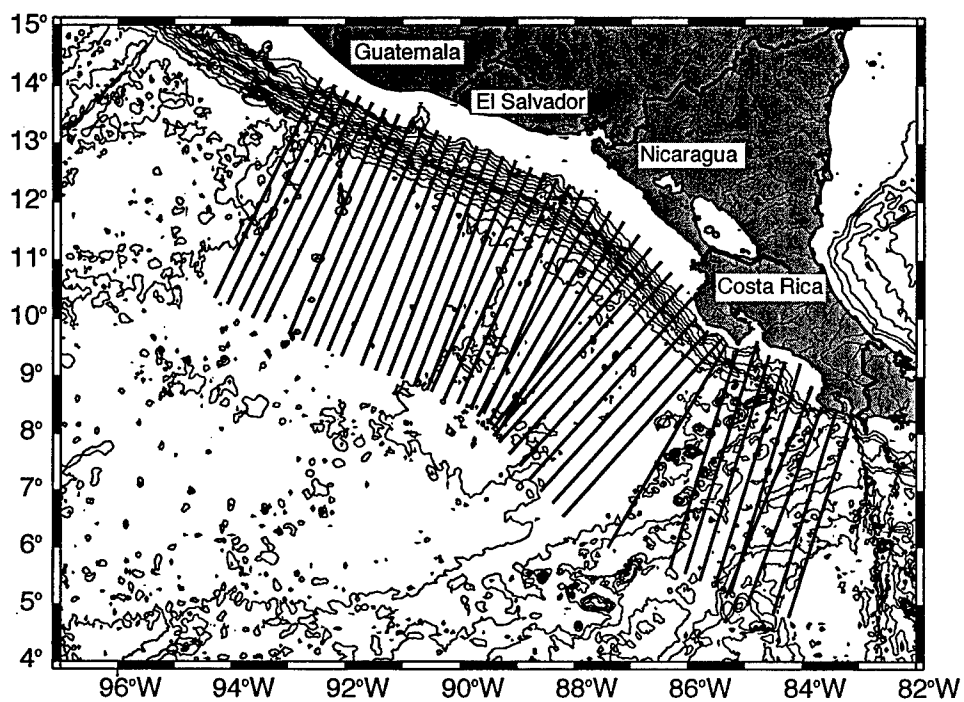 15°
14°
13°
12°
11°
10°
9°
8°
7°
6°
5°
4°
Guatemala
El Salvador
Nicaragua
Costa Rica
96°W
94°W
92°W
90°W
88°W
86°W
84°W
82°W